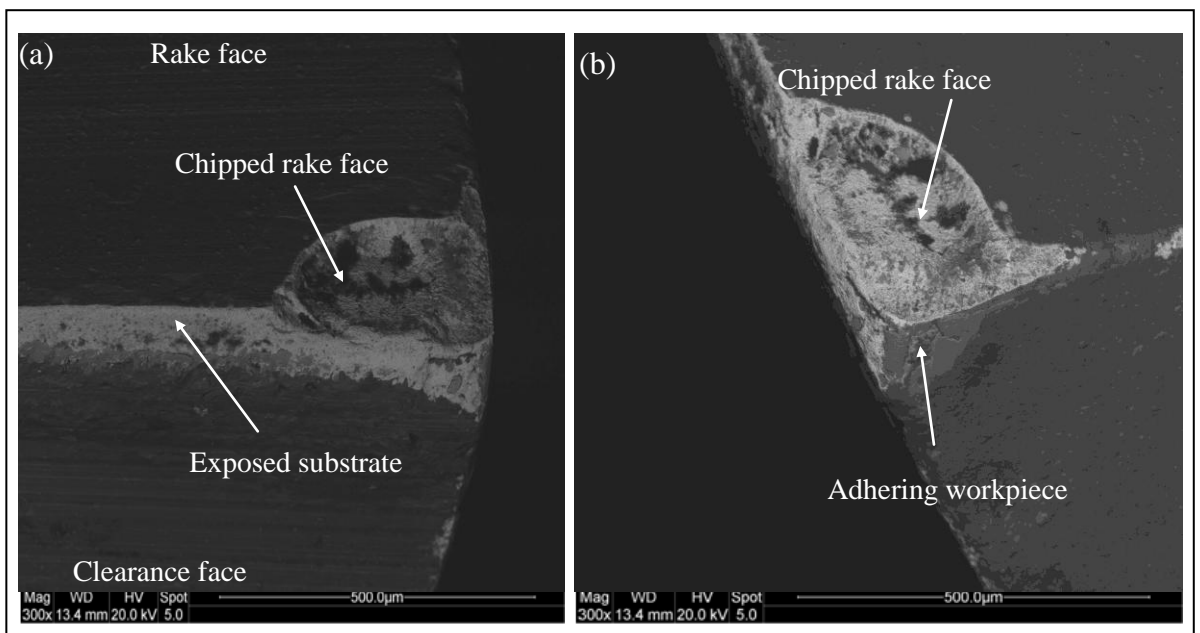 (a)
Rake face
Chipped rake face
Exposed substrate
Clearance face
Mag WD HV Spot
300x 13.4 mm 20.0 kV 5.0
500.0µm
(b)
Chipped rake face
Adhering workpiece
Mag WD HV Spot
300x 13.4 mm 20.0 kV 5.0
500.0µm